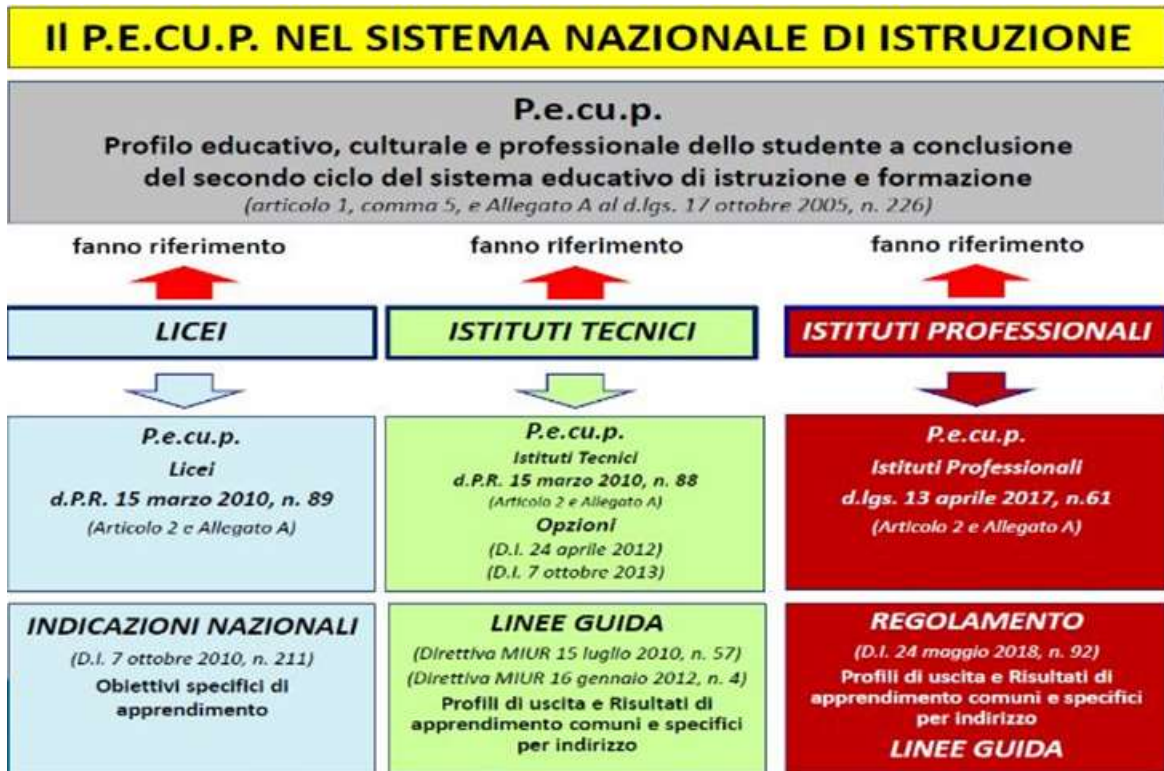 Il P.E.CU.P. NEL SISTEMA NAZIONALE DI ISTRUZIONE
P.e.cu.p.
Profilo educativo, culturale e professionale dello studente a conclusione
del secondo ciclo del sistema educativo di istruzione e formazione
(articolo 1, comma 5, e Allegato A al d.lgs. 17 ottobre 2005, n. 226)
fanno riferimento
fanno riferimento
fanno riferimento
LICEI
ISTITUTI TECNICI
ISTITUTI PROFESSIONALI
P.e.cu.p.
Licei
d.P.R. 15 marzo 2010, n. 89
(Articolo 2 e Allegato A)
P.e.cu.p.
Istituti Tecnici
d.P.R. 15 marzo 2010, n. 88
(Articolo 2 e Allegato A)
Opzioni
(D.I. 24 aprile 2012)
(D.I. 7 ottobre 2013)
P.e.cu.p.
Istituti Professionali
d.lgs. 13 aprile 2017, n.61
(Articolo 2 e Allegato A)
INDICAZIONI NAZIONALI
(D.I. 7 ottobre 2010, n. 211)
Obiettivi specifici di
apprendimento
LINEE GUIDA
(Direttiva MIUR 15 luglio 2010, n. 57)
(Direttiva MIUR 16 gennaio 2012, n. 4)
Profili di uscita e Risultati di
apprendimento comuni e specifici
per indirizzo
REGOLAMENTO
(D.I. 24 maggio 2018, n. 92)
Profili di uscita e Risultati di
apprendimento comuni e specifici
per indirizzo
LINEE GUIDA